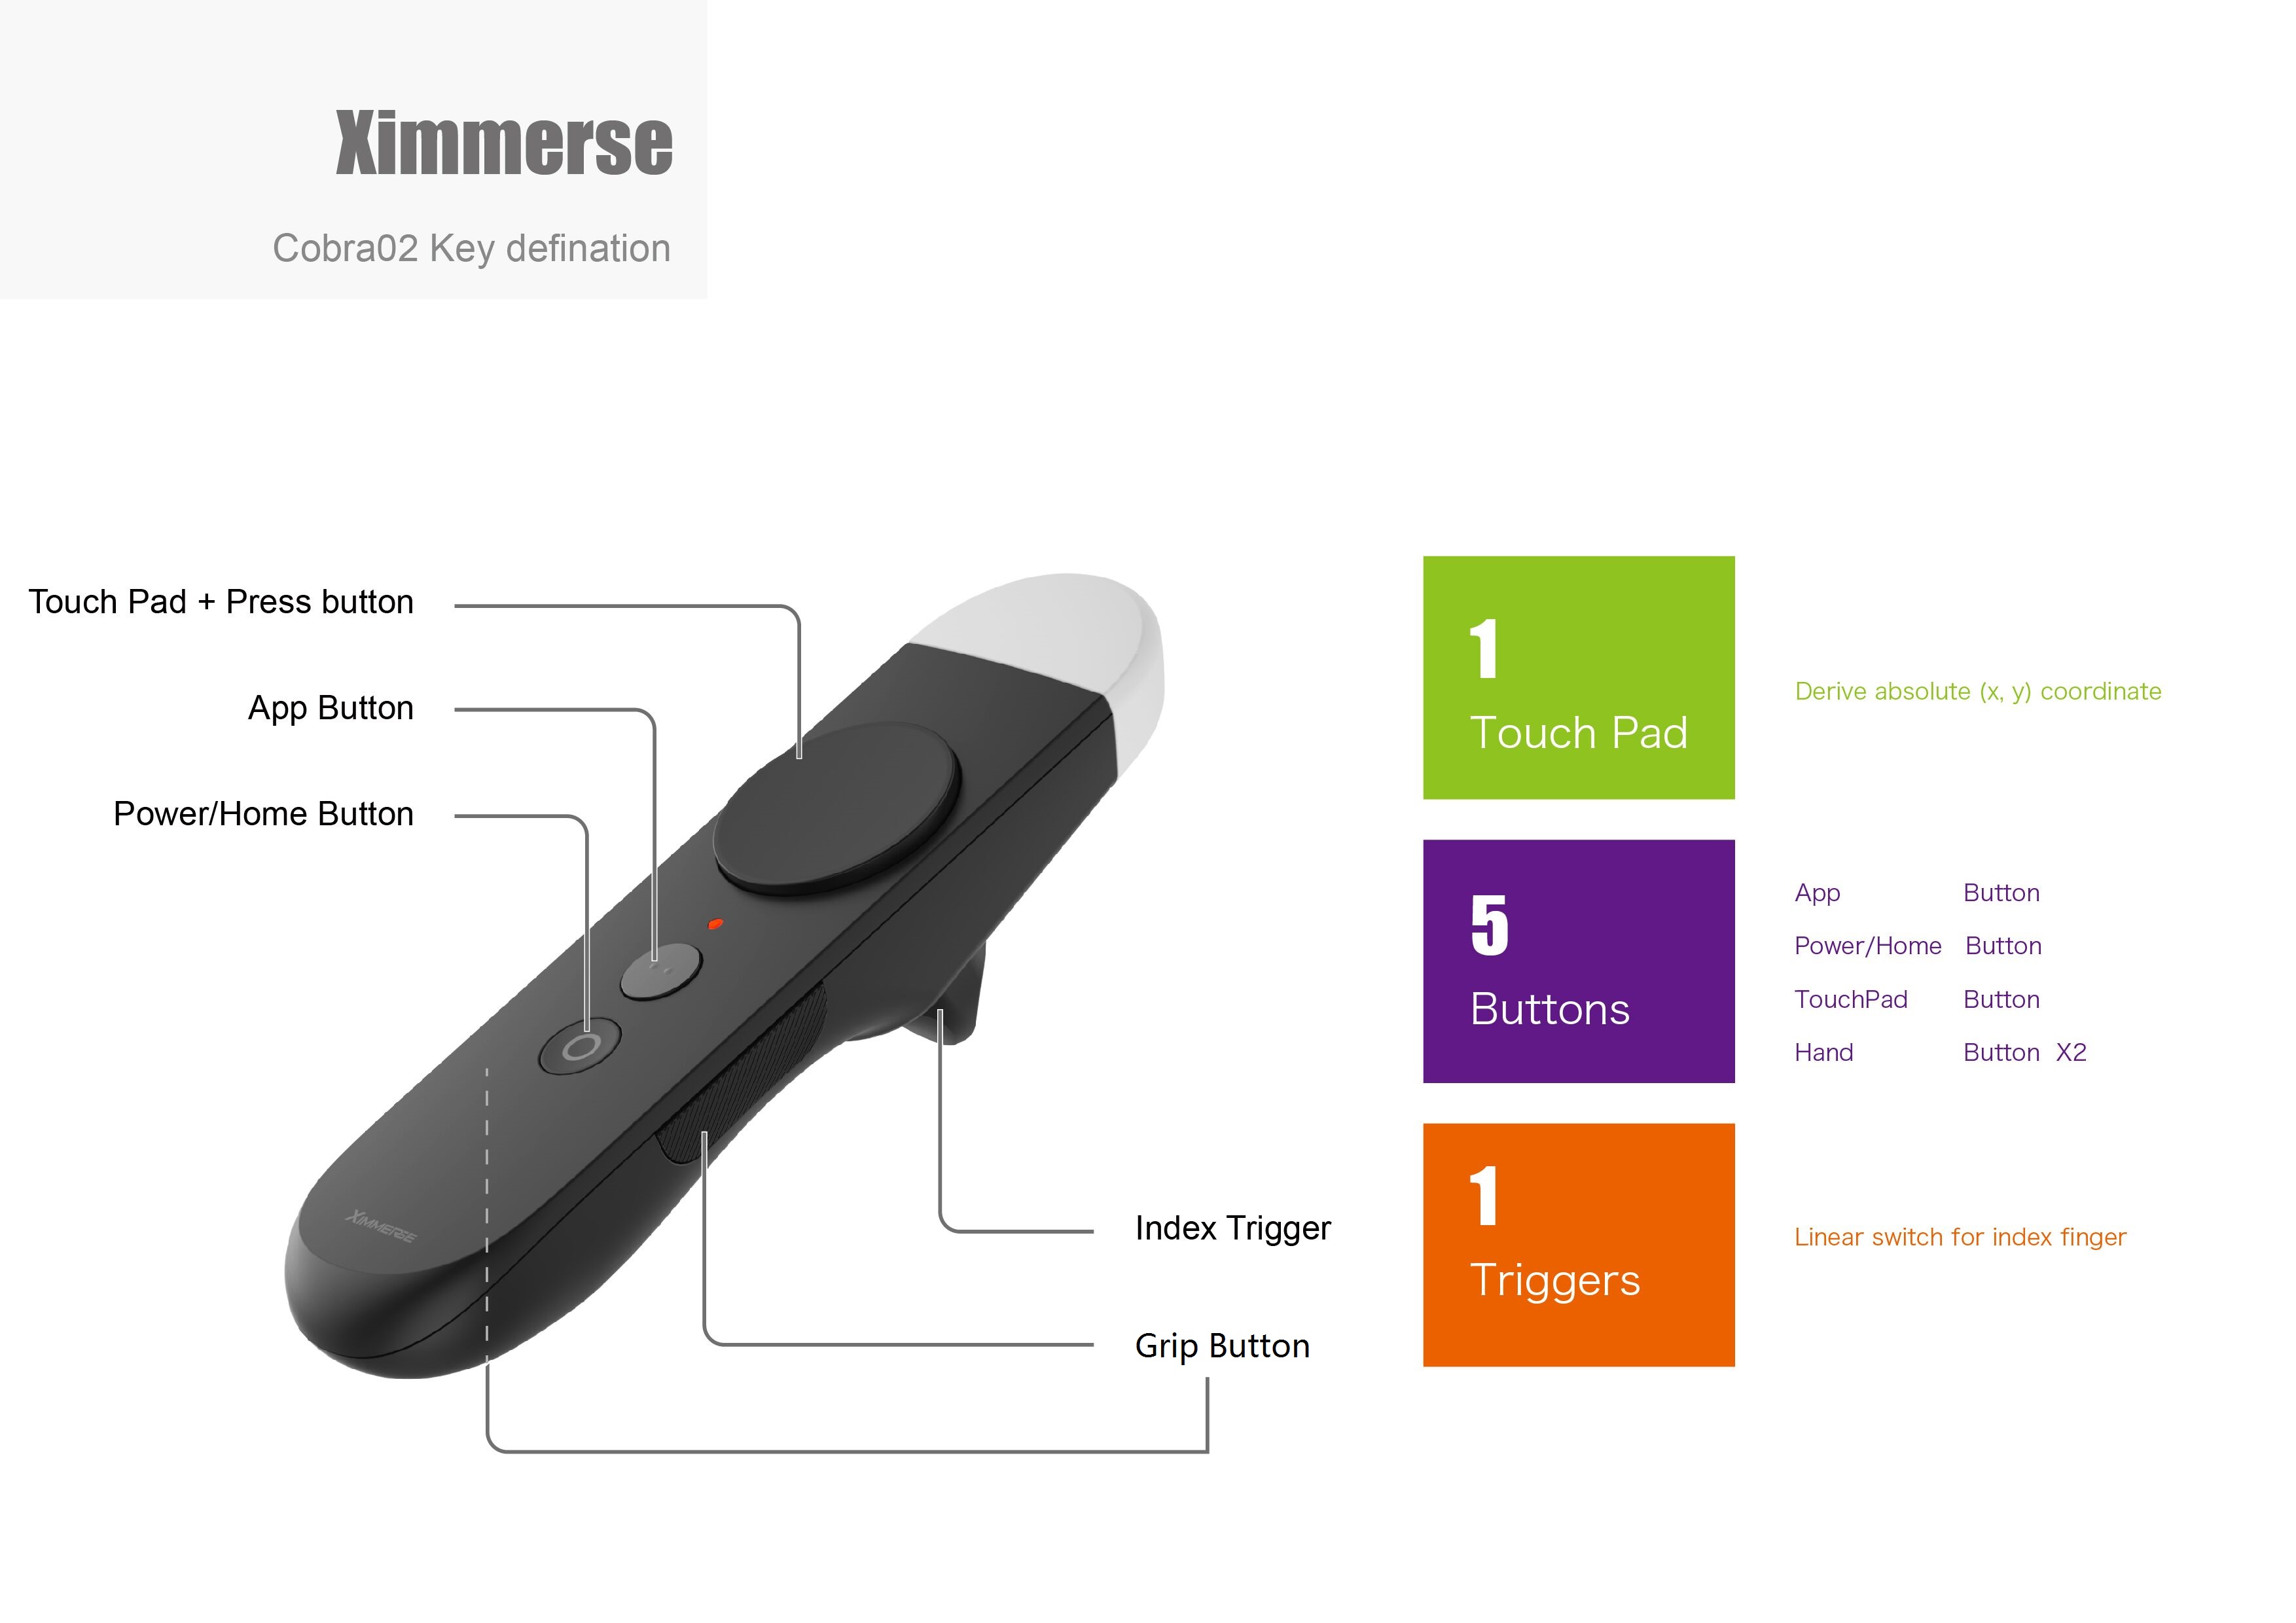 Ximmerse
Cobra02 Key defination
Touch Pad + Press button
App Button
Power/Home Button
XIMMERSE
Index Trigger
Grip Button
1
Touch Pad
Derive absolute (x, y) coordinate
5
Buttons
App Button
Power/Home Button
TouchPad Button
Hand Button X2
1
Triggers
Linear switch for index finger